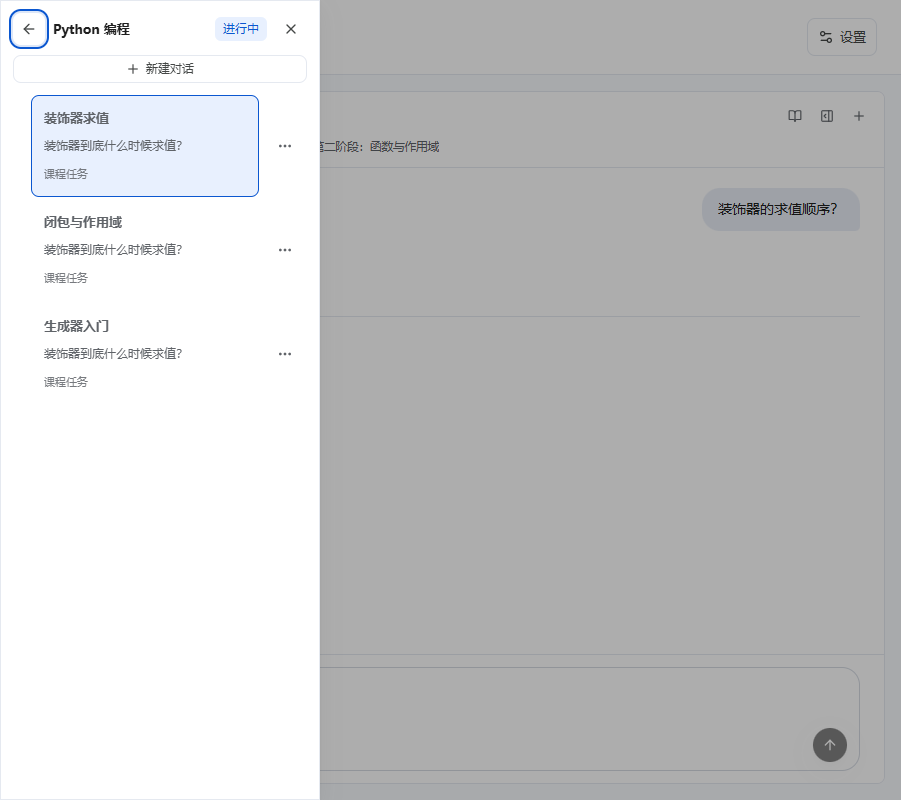 Python 编程
进行中
新建对话
装饰器求值
装饰器到底什么时候求值?
课程任务
闭包与作用域
装饰器到底什么时候求值?
课程任务
生成器入门
装饰器到底什么时候求值?
课程任务
设置
第二阶段：函数与作用域
装饰器的求值顺序?